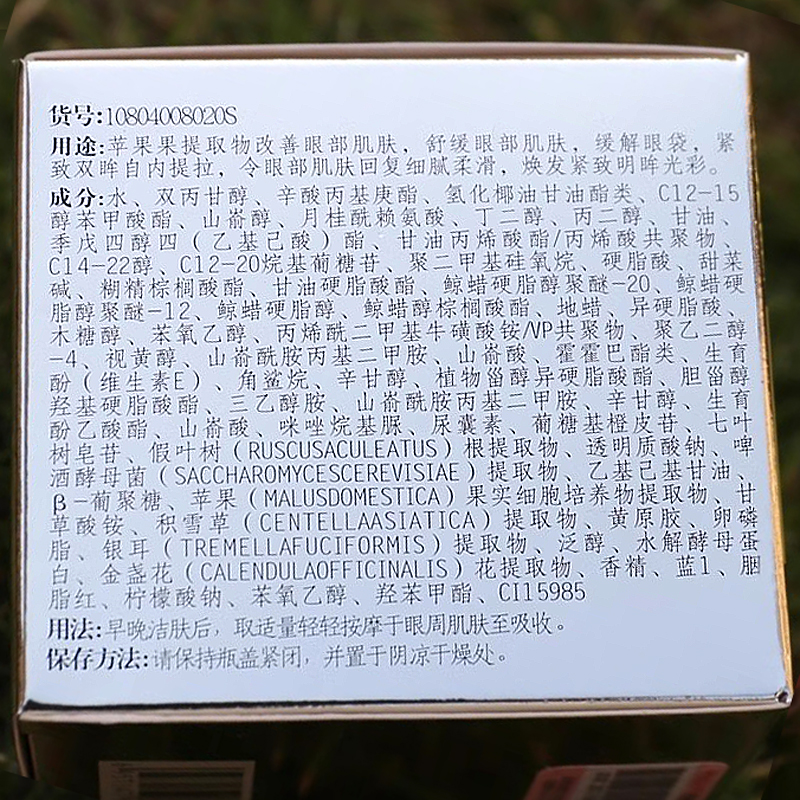 货号:10804008020S
用途:苹果果提取物改善眼部肌肤，舒缓眼部肌肤，缓解眼袋，紧
致双眸自内提拉，令眼部肌肤回复细腻柔滑，焕发紧致明眸光彩。
成分:水、双丙甘醇、辛酸丙基庚酯、氢化椰油甘油酯类、C12-15
醇苯甲酸酯、山嵛醇、月桂酰赖氨酸、丁二醇、丙二醇、甘油、
季戊四醇四（乙基己酸）酯、甘油丙烯酸酯/丙烯酸共聚物、
C14-22醇、C12-20烷基葡糖苷、聚二甲基硅氧烷、硬脂酸、甜菜
碱、糊精棕榈酸酯、甘油硬脂酸酯、鲸蜡硬脂醇聚醚-20、鲸蜡硬
脂醇聚醚-12、鲸蜡硬脂醇、鲸蜡醇棕榈酸酯、地蜡、异硬脂酸、
木糖醇、苯氧乙醇、丙烯酰二甲基牛磺酸铵/VP共聚物、聚乙二醇
-4、视黄醇、山嵛酰胺丙基二甲胺、山嵛酸、霍霍巴酯类、生育
酚（维生素E）、角鲨烷、辛甘醇、植物甾醇异硬脂酸酯、胆甾醇
羟基硬脂酸酯、三乙醇胺、山嵛酰胺丙基二甲胺、辛甘醇、生育
酚乙酸酯、山嵛酸、咪唑烷基脲、尿囊素、葡糖基橙皮苷、七叶
树皂苷、假叶树（RUSCUSACULEATUS）根提取物、透明质酸钠、啤
酒酵母菌（SACCHAROMYCESCEREVISIAE）提取物、乙基己基甘油、
β-葡聚糖、苹果（MALUSDOMESTICA）果实细胞培养物提取物、甘
草酸铵、积雪草（CENTELLAASIATICA）提取物、黄原胶、卵磷
脂、银耳（TREMELLAFUCIFORMIS）提取物、泛醇、水解酵母蛋
白、金盏花（CALENDULAOFFICINALIS）花提取物、香精、蓝1、胭
脂红、柠檬酸钠、苯氧乙醇、羟苯甲酯、CI15985
用法:早晚洁肤后，取适量轻轻按摩于眼周肌肤至吸收。
保存方法:请保持瓶盖紧闭，并置于阴凉干燥处。